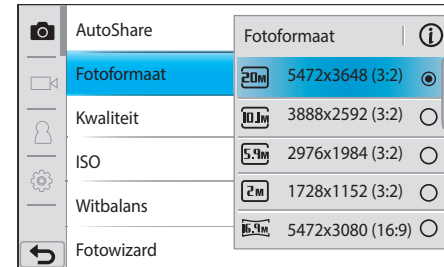 AutoShare
Fotoformaat
Kwaliteit
ISO
Witbalans
Fotowizard
Fotoformaat
20M 5472x3648 (3:2)
10.1M 3888x2592 (3:2)
5.9M 2976x1984 (3:2)
2M 1728x1152 (3:2)
16.9M 5472x3080 (16:9)